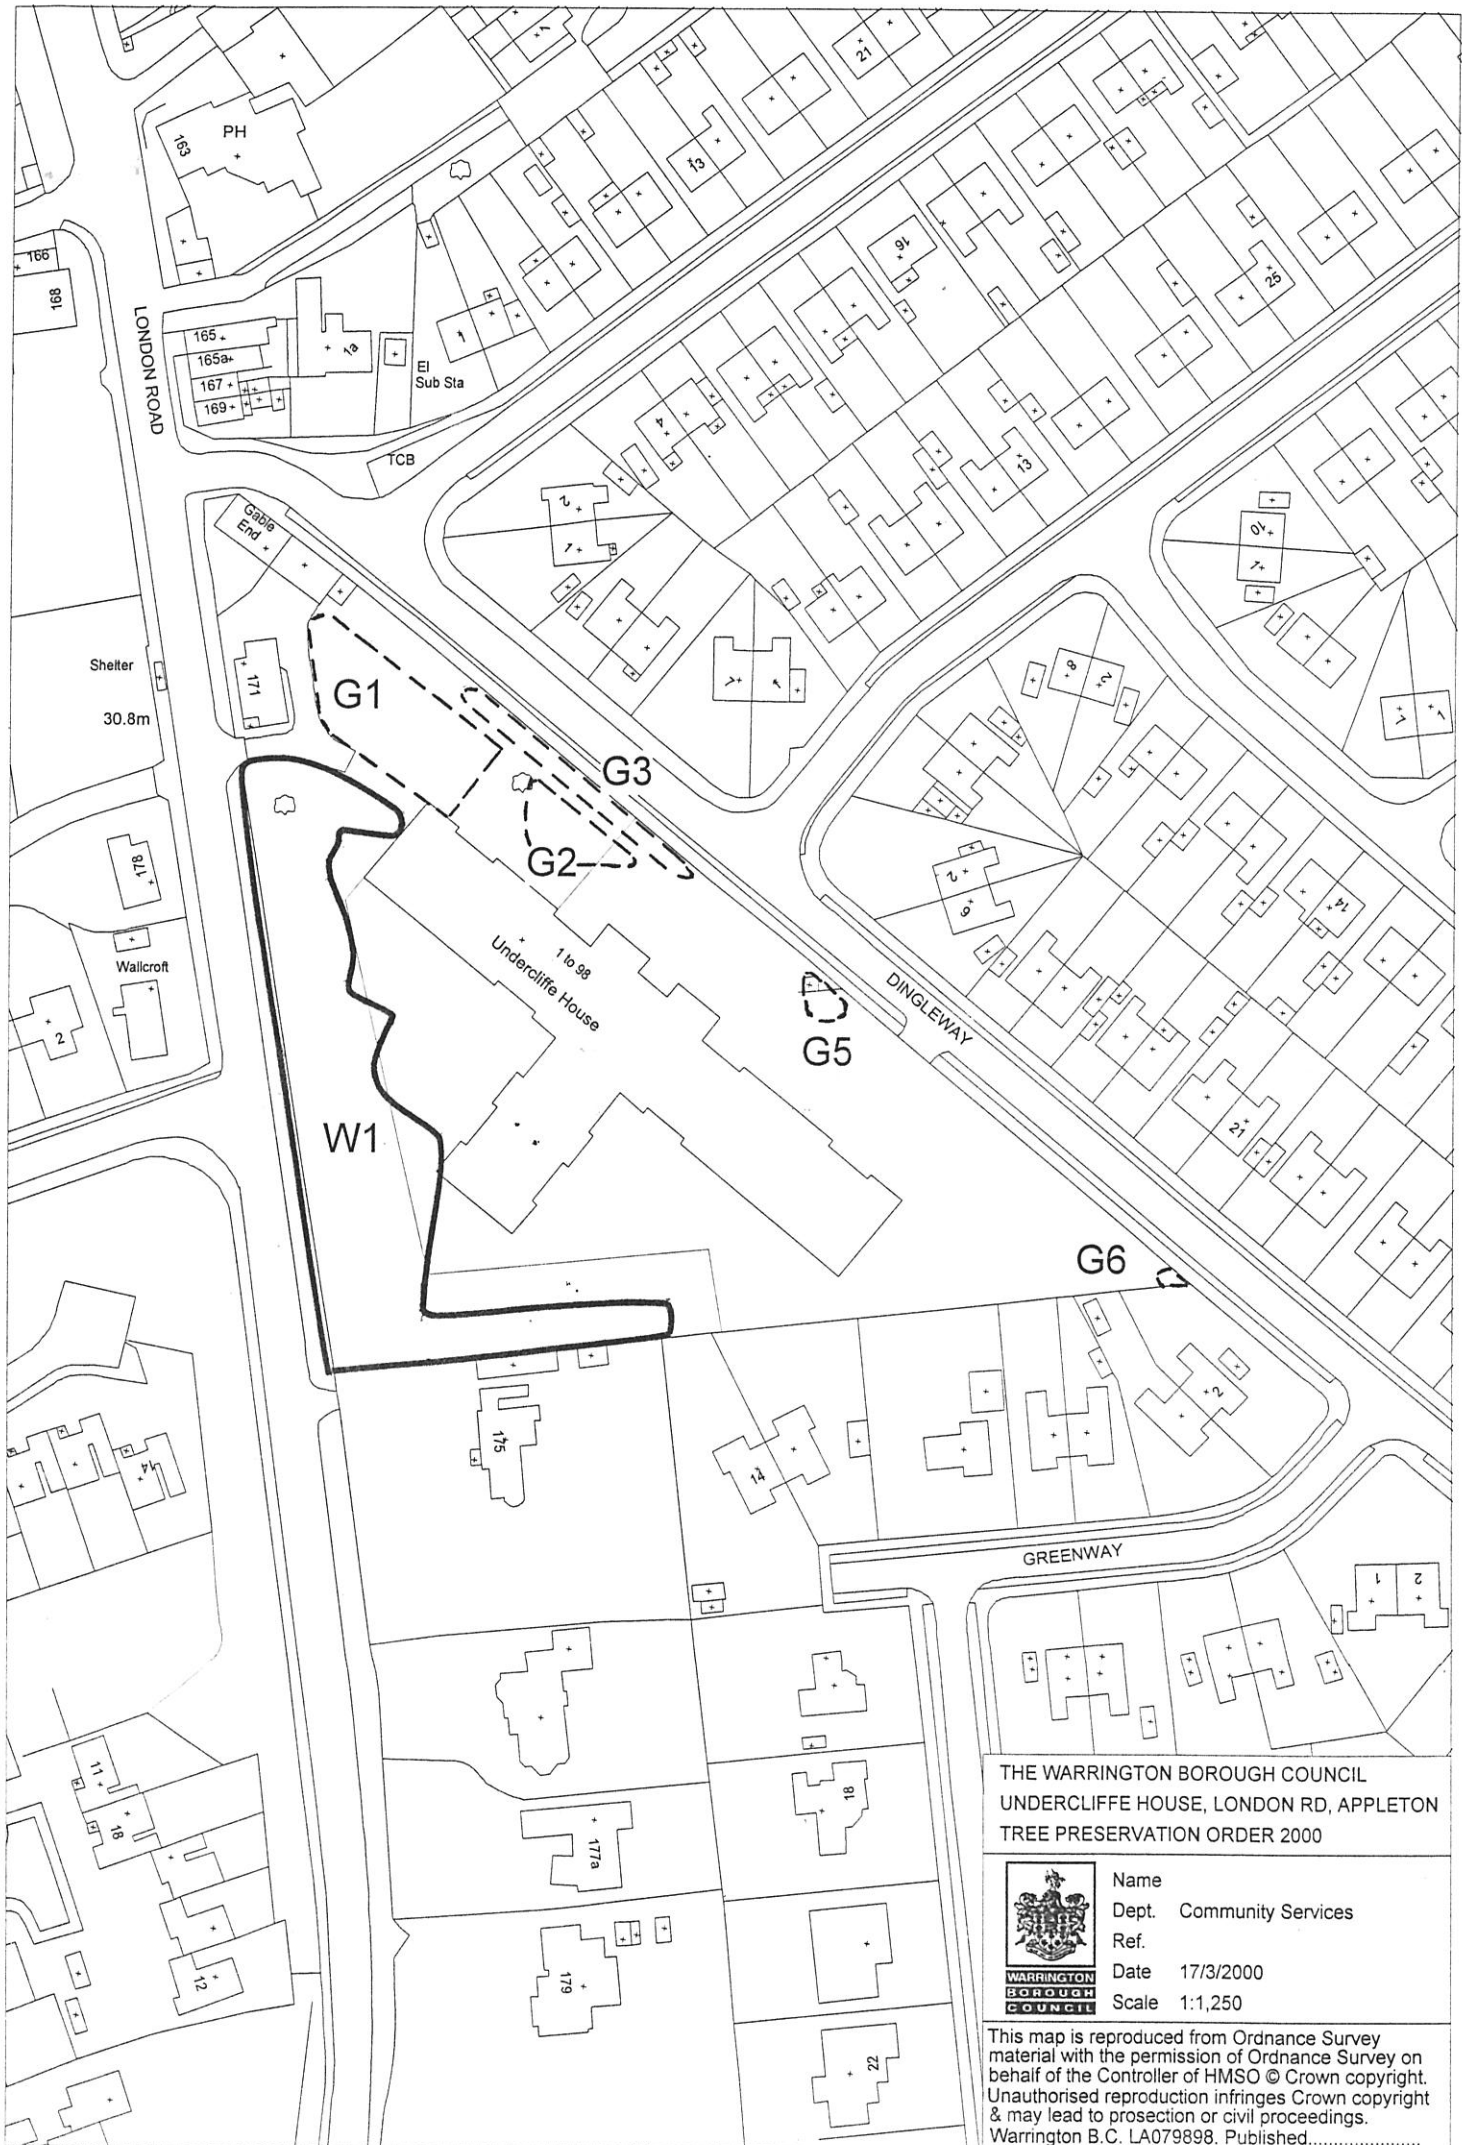 1
21
163
PH
13
166
168
LONDON ROAD
165
165a
167
169
1a
1
El
Sub Sta
TCB
16
25
4
13
2
1
Gable
End
10
1
Shelter
30.8m
171
G1
1
1
8
2
1
1
G3
G2
178
2
6
14
Wallcroft
2
1 to 98
Undercliffe House
DINGLEWAY
G5
W1
21
G6
2
14
175
14
GREENWAY
1
2
11
18
18
177a
12
179
22
THE WARRINGTON BOROUGH COUNCIL
UNDERCLIFFE HOUSE, LONDON RD, APPLETON
TREE PRESERVATION ORDER 2000
Name
Dept. Community Services
Ref.
Date 17/3/2000
Scale 1:1,250
WARRINGTON
BOROUGH
COUNCIL
This map is reproduced from Ordnance Survey
material with the permission of Ordnance Survey on
behalf of the Controller of HMSO © Crown copyright.
Unauthorised reproduction infringes Crown copyright
& may lead to prosection or civil proceedings.
Warrington B.C. LA079898. Published......................